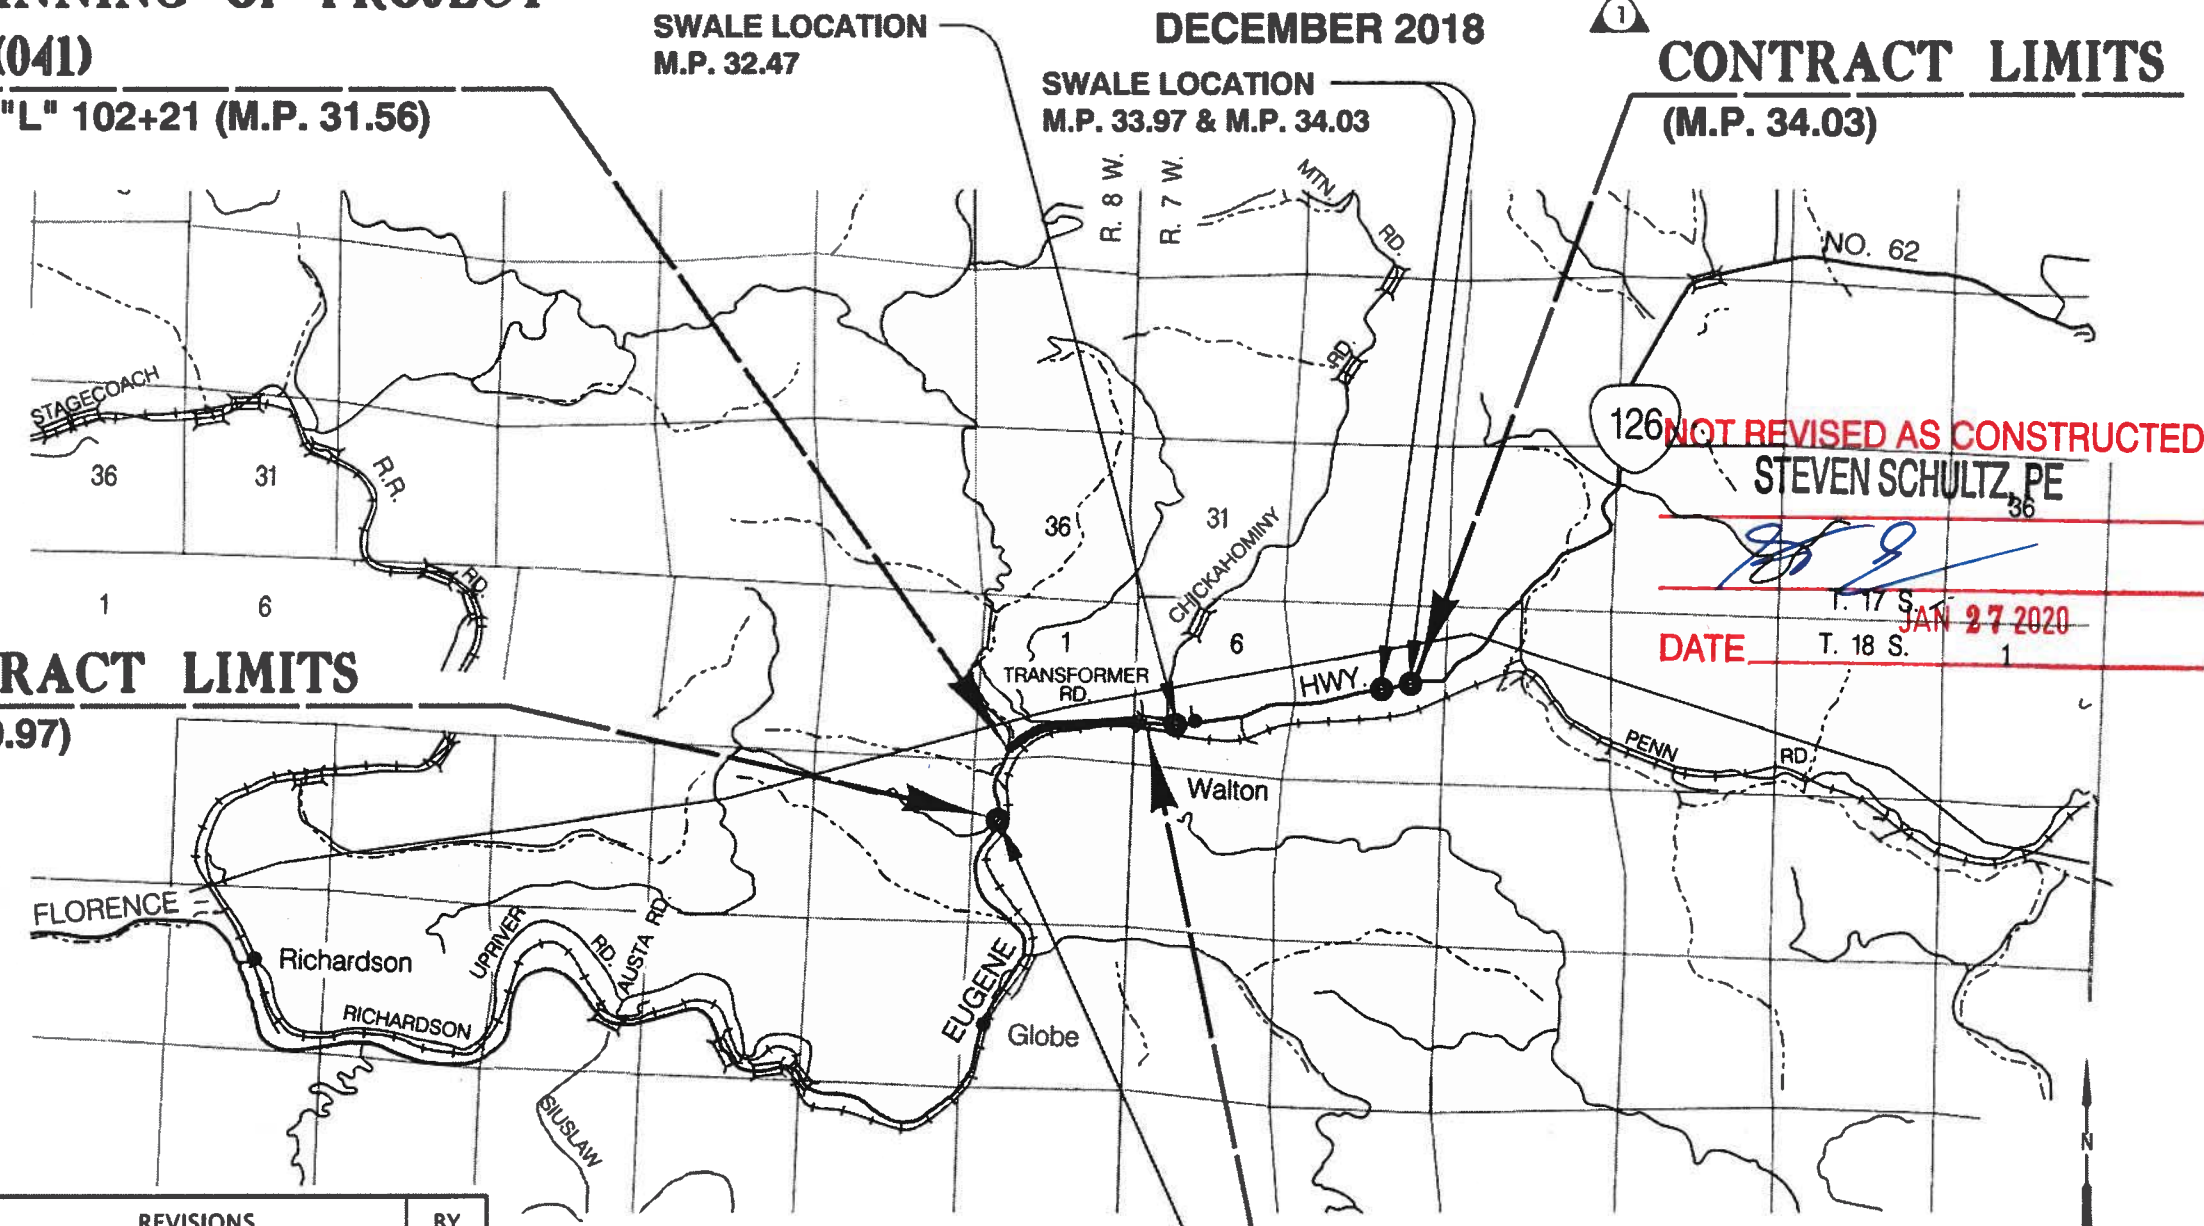 (041)
"L" 102+21 (M.P. 31.56)
SWALE LOCATION
M.P. 32.47
DECEMBER 2018
SWALE LOCATION
M.P. 33.97 & M.P. 34.03
1
CONTRACT LIMITS
(M.P. 34.03)
R. 8 W.
R. 7 W.
MTN.
RD.
NO. 62
RD.
STAGECOACH
126
NOT REVISED AS CONSTRUCTED
STEVEN SCHULTZ, PE
36
31
R.R.
36
31
36
CHICKAHOMINY
RD.
1
6
T. 17 S.
JAN 27 2020
DATE
T. 18 S.
1
1
6
TRANSFORMER
RD.
HWY.
LIMITS
PENN RD.
Walton
FLORENCE
Richardson
UPRIVER
RD.
AUSTA RD.
EUGENE
RICHARDSON
Globe
SIUSLAW
N
REVISIONS
BY